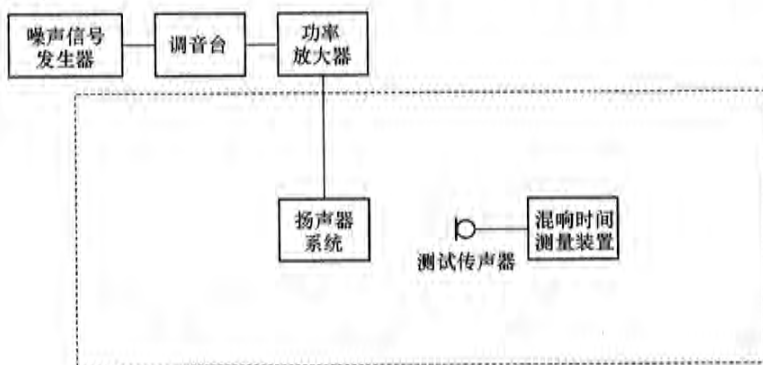 噪声信号
发生器
调音台
功率
放大器
扬声器
系统
测试传声器
混响时间
测量装置